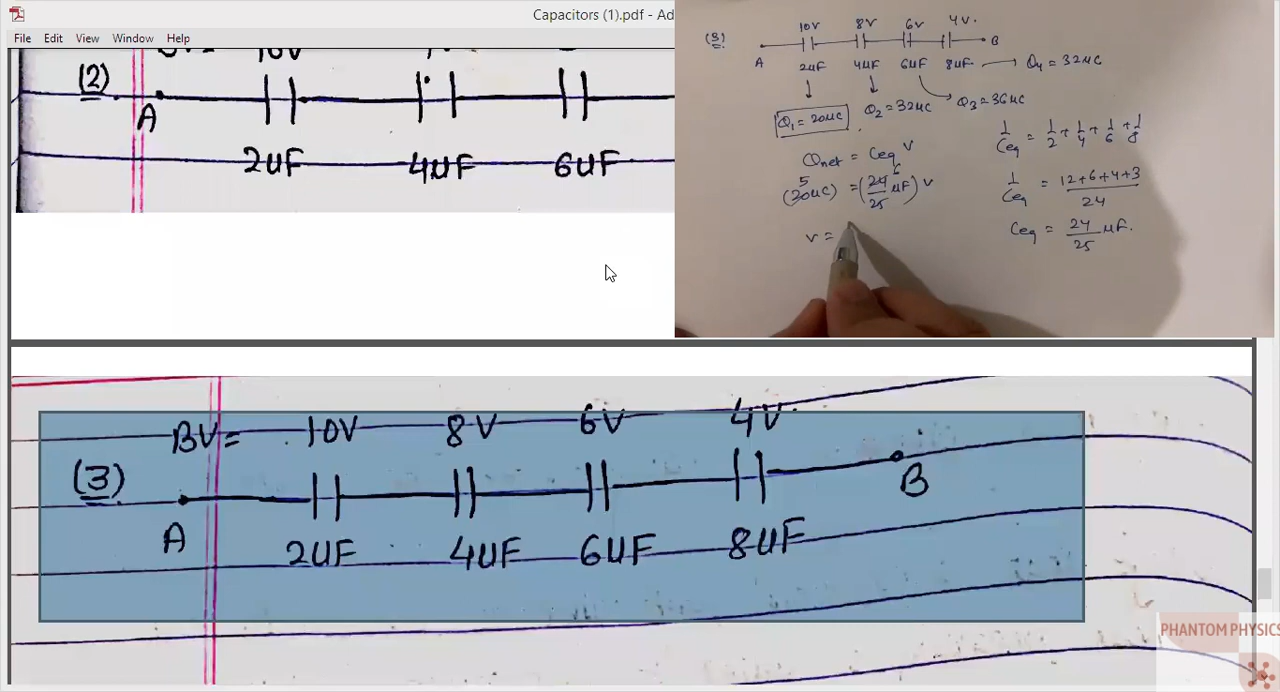 Capacitors (1).pdf - Ad
File Edit View Window Help
10V
(2)
A
2UF 4UF 6UF
10V 8V 6V 4V.
(3)
A B
2UF 4UF 6UF 8UF → Q4 = 32UC
Q1 = 20UC Q2 = 32UC Q3 = 36UC
Qnet = Ceq V
5 6
(20UC) = (24/25 UF) V
V =
1/Ceq = 1/2 + 1/4 + 1/6 + 1/8
1/Ceq = 12+6+4+3/24
Ceq = 24/25 UF.
BV = 10V 8V 6V 4V.
(3)
A B
2UF 4UF 6UF 8UF
PHANTOM PHYSICS